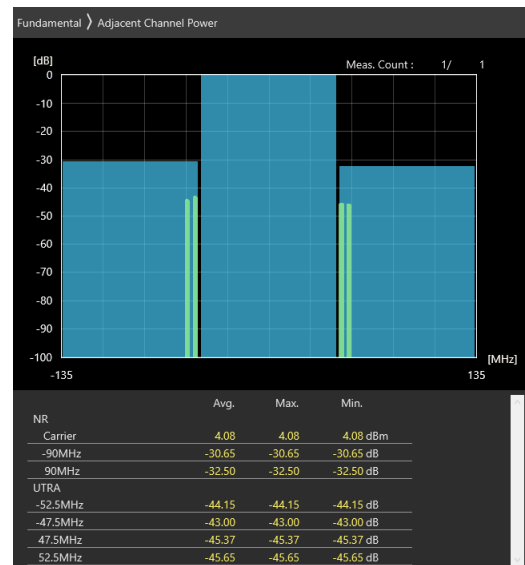 Fundamental 〉 Adjacent Channel Power
[dB]
Meas. Count : 1/ 1
0
-10
-20
-30
-40
-50
-60
-70
-80
-90
-100
[MHz]
-135 135
Avg. Max. Min.
NR
Carrier 4.08 4.08 4.08 dBm
-90MHz -30.65 -30.65 -30.65 dB
90MHz -32.50 -32.50 -32.50 dB
UTRA
-52.5MHz -44.15 -44.15 -44.15 dB
-47.5MHz -43.00 -43.00 -43.00 dB
47.5MHz -45.37 -45.37 -45.37 dB
52.5MHz -45.65 -45.65 -45.65 dB